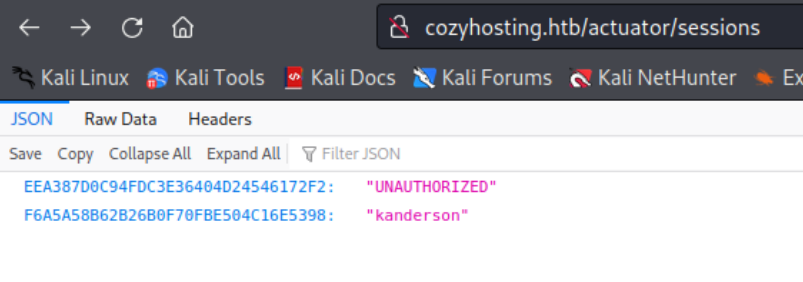 cozyhosting.htb/actuator/sessions
Kali Linux Kali Tools Kali Docs Kali Forums Kali NetHunter Ex
JSON Raw Data Headers
Save Copy Collapse All Expand All Filter JSON
EEA387D0C94FDC3E36404D24546172F2: "UNAUTHORIZED"
F6A5A58B62B26B0F70FBE504C16E5398: "kanderson"